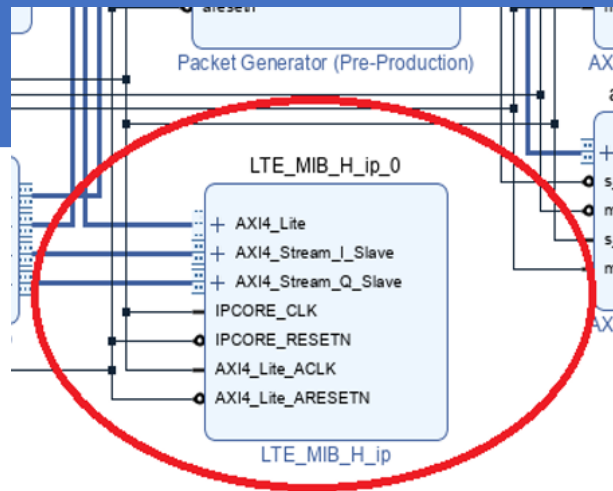 aresetn
Packet Generator (Pre-Production)
LTE_MIB_H_ip_0
AXI4_Lite
AXI4_Stream_I_Slave
AXI4_Stream_Q_Slave
IPCORE_CLK
IPCORE_RESETN
AXI4_Lite_ACLK
AXI4_Lite_ARESETN
LTE_MIB_H_ip